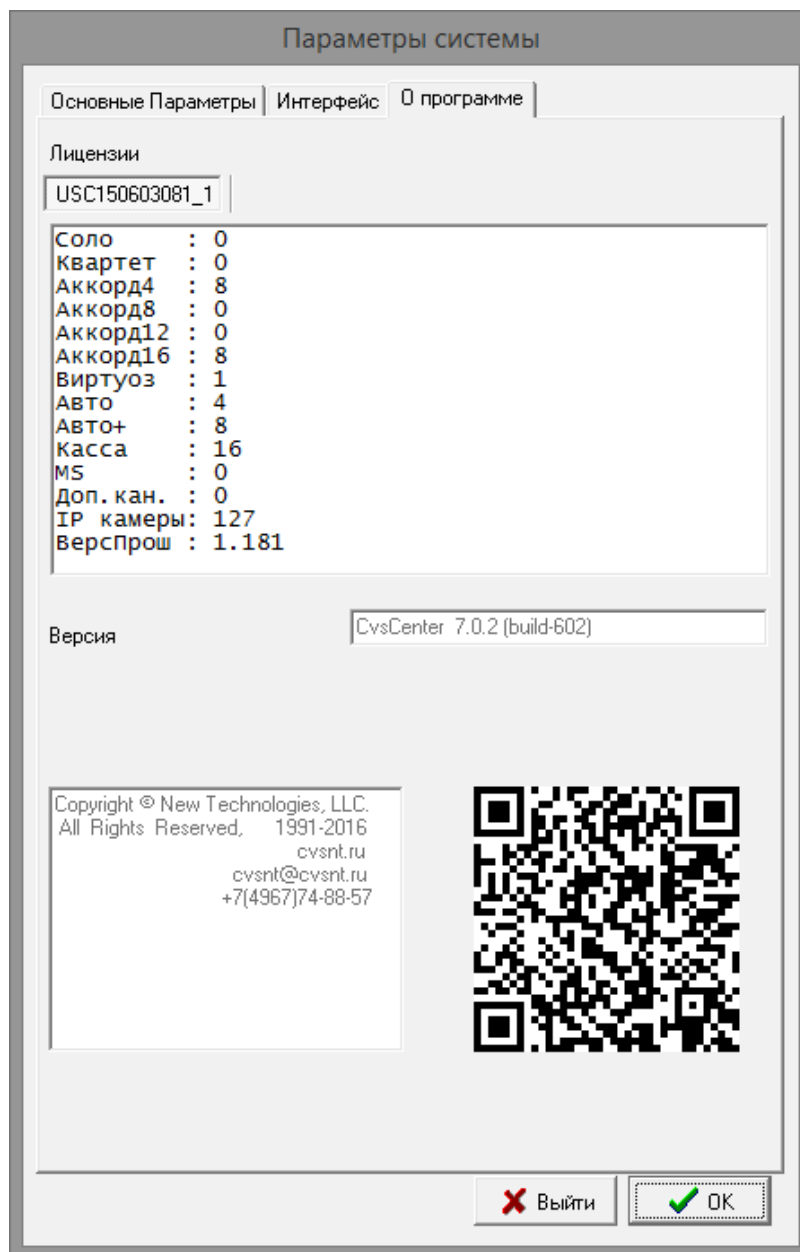 Параметры системы
Основные Параметры Интерфейс О программе
Лицензии
USC150603081_1
Соло : 0
Квартет : 0
Аккорд4 : 8
Аккорд8 : 0
Аккорд12 : 0
Аккорд16 : 8
Виртуоз : 1
Авто : 4
Авто+ : 8
Касса : 16
MS : 0
Доп.кан. : 0
IP камеры: 127
ВерсПрош : 1.181
Версия CvsCenter 7.0.2 (build-602)
Copyright © New Technologies, LLC.
All Rights Reserved, 1991-2016
cvsnt.ru
cvsnt@cvsnt.ru
+7(4967)74-88-57
Выйти OK